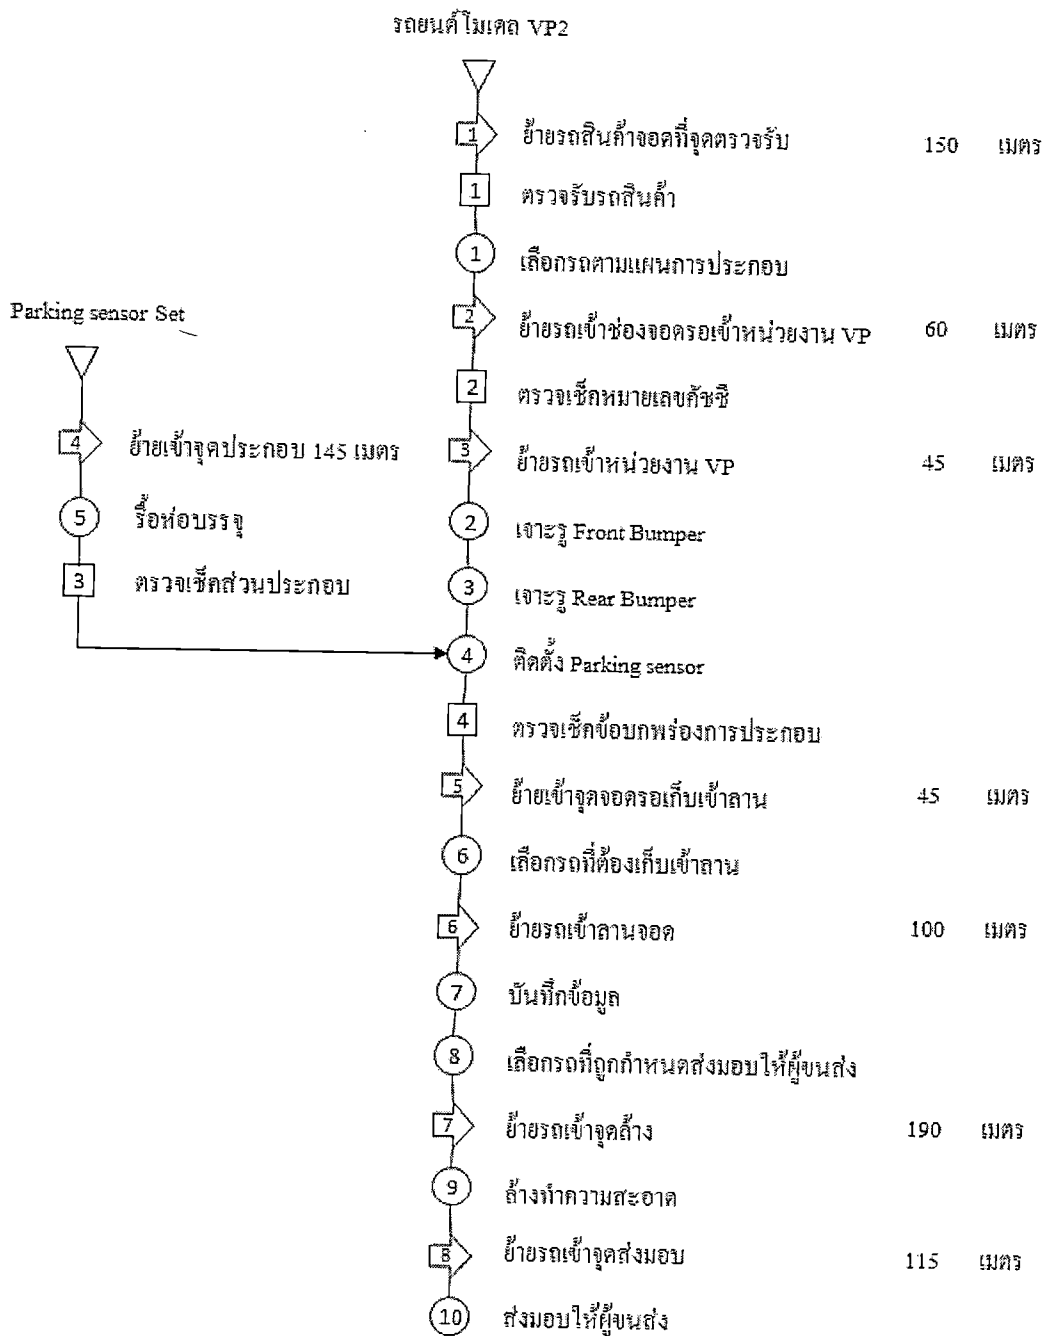 รถยนต์โมเดล VP2
1 ย้ายรถสินค้าจอดที่จุดตรวจรับ 150 เมตร
1 ตรวจรับรถสินค้า
1 เลือกรถตามแผนการประกอบ
2 ย้ายรถเข้าช่องจอดรอเข้าหน่วยงาน VP 60 เมตร
2 ตรวจเช็กหมายเลขคัชซี
3 ย้ายรถเข้าหน่วยงาน VP 45 เมตร
2 เจาะรู Front Bumper
3 เจาะรู Rear Bumper
Parking sensor Set
4 ย้ายเข้าจุดประกอบ 145 เมตร
5 รื้อห่อบรรจุ
3 ตรวจเช็คส่วนประกอบ
4 ติดตั้ง Parking sensor
4 ตรวจเช็กข้อบกพร่องการประกอบ
5 ย้ายเข้าจุดจอดรอเก็บเข้าลาน 45 เมตร
6 เลือกรถที่ต้องเก็บเข้าลาน
6 ย้ายรถเข้าลานจอด 100 เมตร
7 บันทึกข้อมูล
8 เลือกรถที่ถูกกำหนดส่งมอบให้ผู้ขนส่ง
7 ย้ายรถเข้าจุดล้าง 190 เมตร
9 ล้างทำความสะอาด
8 ย้ายรถเข้าจุดส่งมอบ 115 เมตร
10 ส่งมอบให้ผู้ขนส่ง